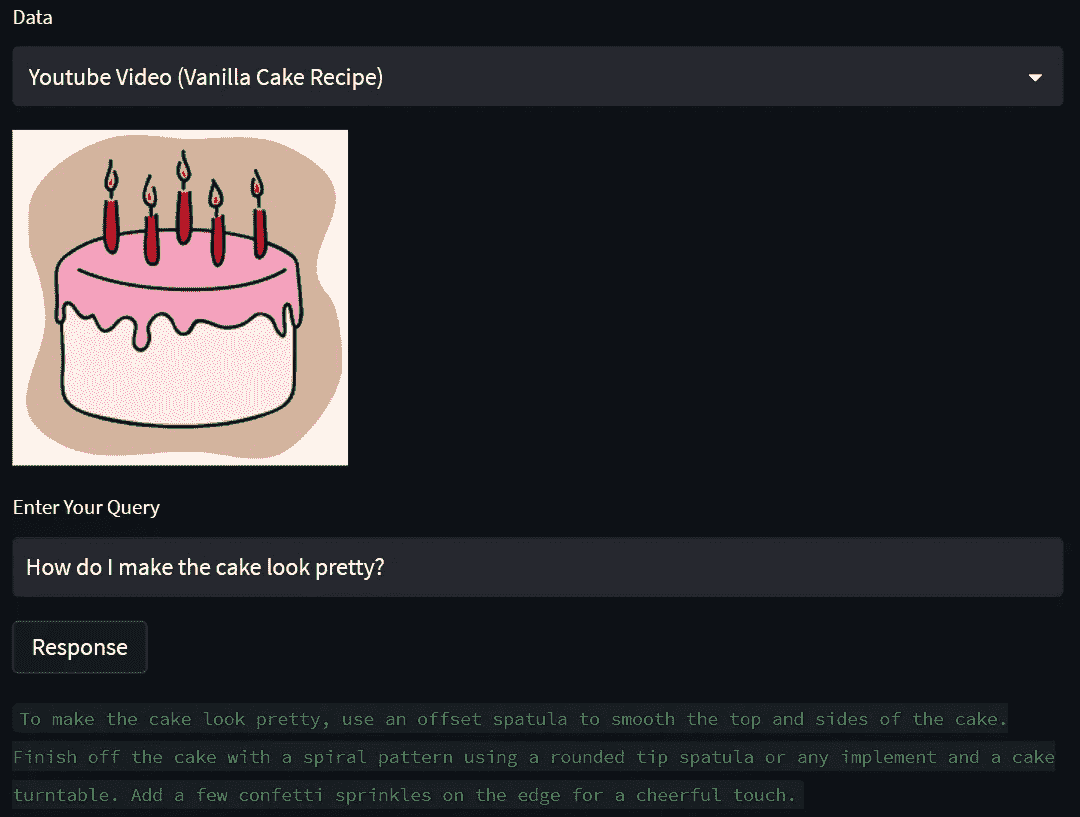 Data
Youtube Video (Vanilla Cake Recipe)
Enter Your Query
How do I make the cake look pretty?
Response
To make the cake look pretty, use an offset spatula to smooth the top and sides of the cake.
Finish off the cake with a spiral pattern using a rounded tip spatula or any implement and a cake
turntable. Add a few confetti sprinkles on the edge for a cheerful touch.